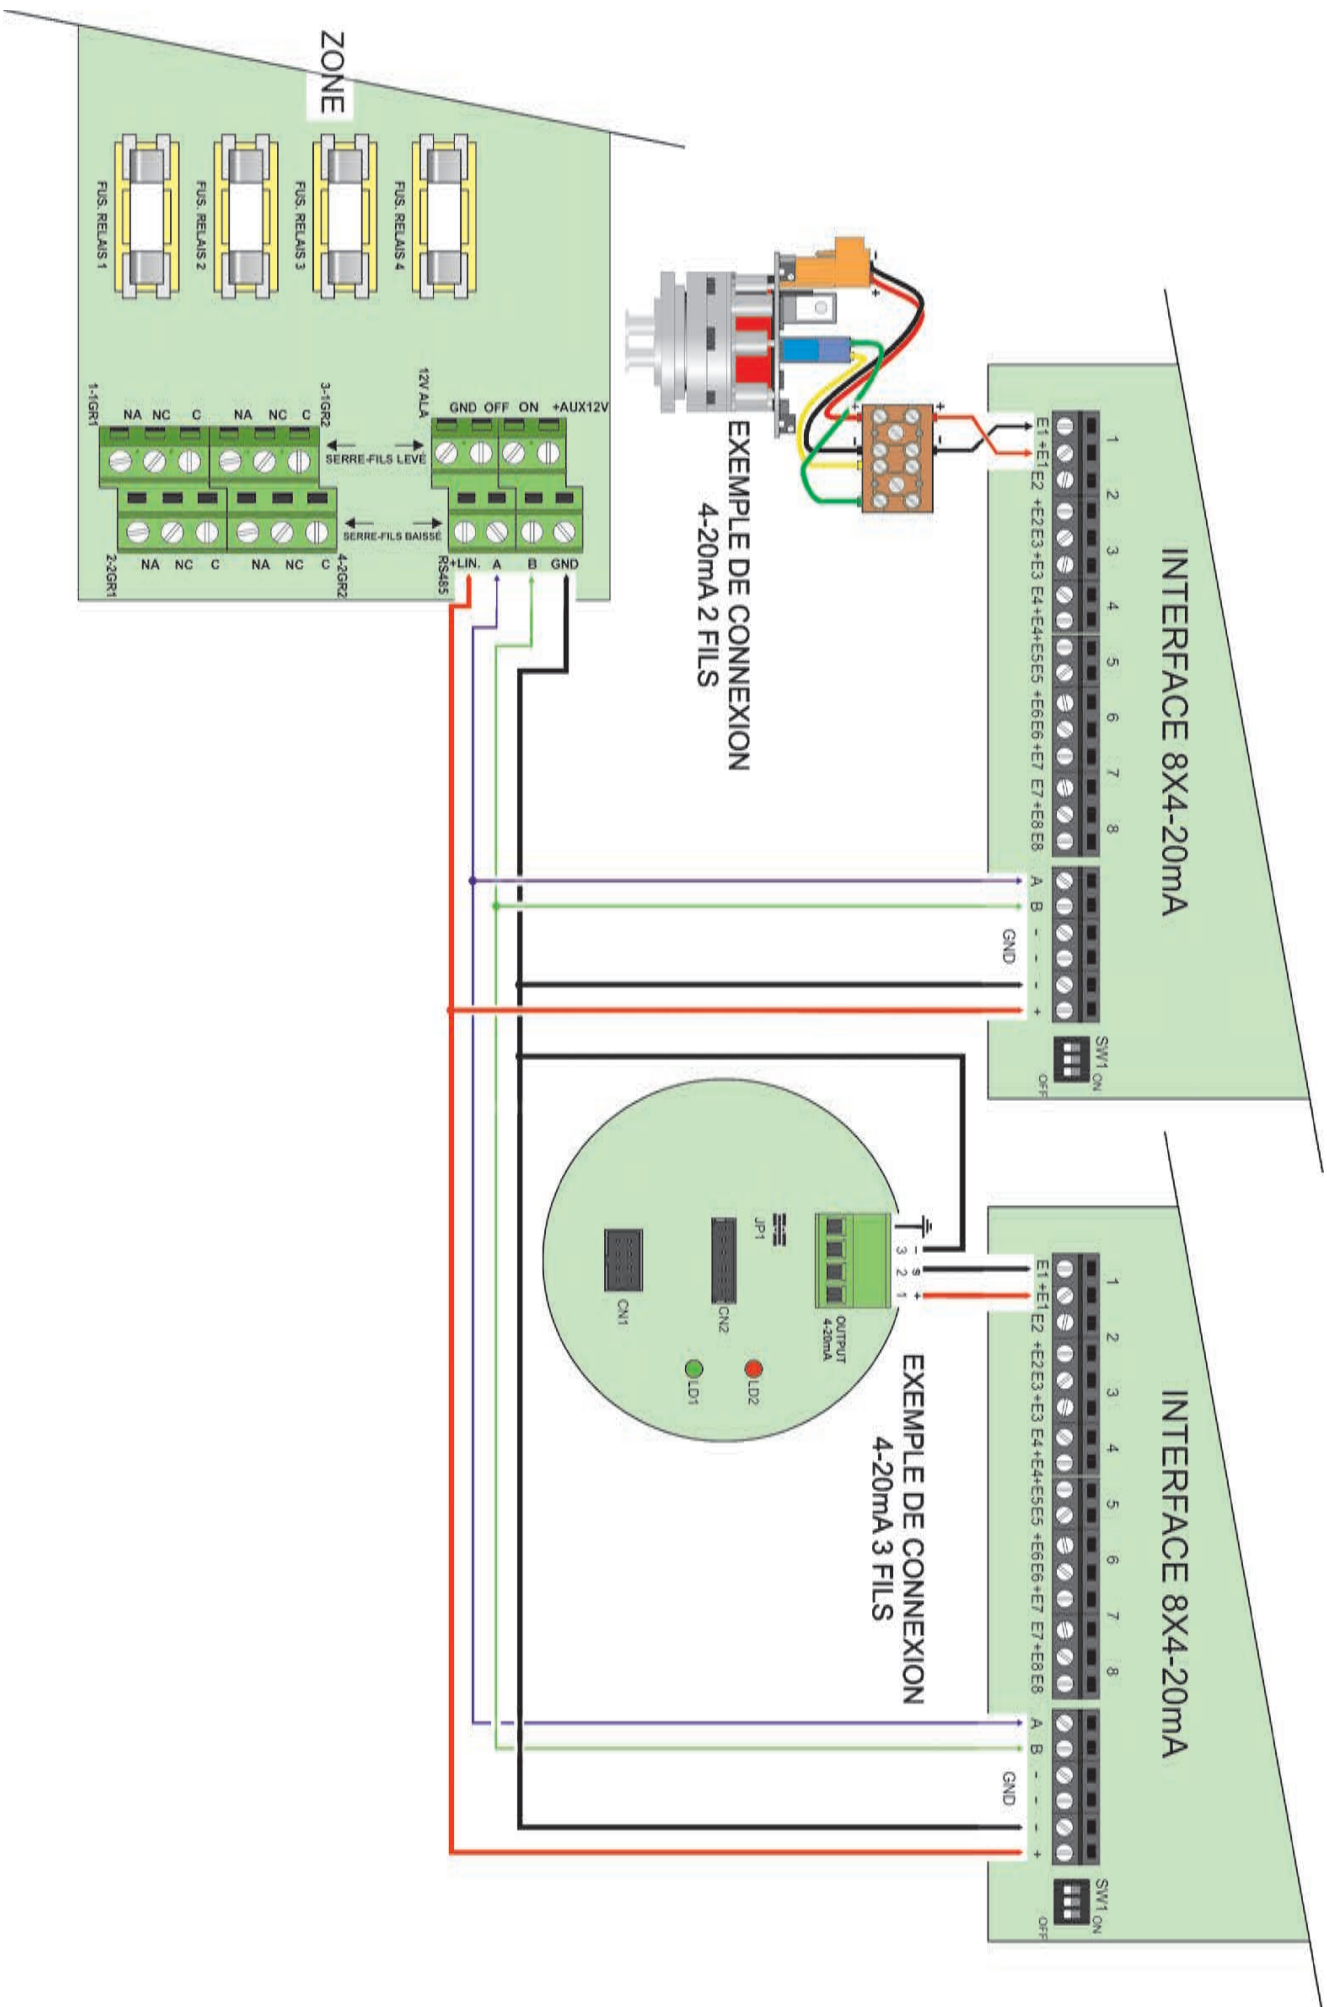 ZONE
FUS. RELAIS 1
FUS. RELAIS 2
FUS. RELAIS 3
FUS. RELAIS 4
1-1GR1
NA NC C NA NC C
3-1GR2
12V ALA
GND OFF ON +AUX12V
SERRE-FILS LEVÉ
SERRE-FILS BAISSÉ
2-2GR1
NA NC C NA NC C
4-2GR2
RS485
+LIN. A B GND
- +
+ - + -
EXEMPLE DE CONNEXION
4-20mA 2 FILS
INTERFACE 8X4-20mA
1 2 3 4 5 6 7 8
E1 +E1 E2 +E2 E3 +E3 E4 +E4 +E5 E5 +E6 E6 +E7 E7 +E8 E8
A B - - - +
GND
SW1
ON
OFF
EXEMPLE DE CONNEXION
4-20mA 3 FILS
- s +
3 2 1
OUTPUT
4-20mA
JP1
CN2
CN1
LD2
LD1
INTERFACE 8X4-20mA
1 2 3 4 5 6 7 8
E1 +E1 E2 +E2 E3 +E3 E4 +E4 +E5 E5 +E6 E6 +E7 E7 +E8 E8
A B - - - +
GND
SW1
ON
OFF